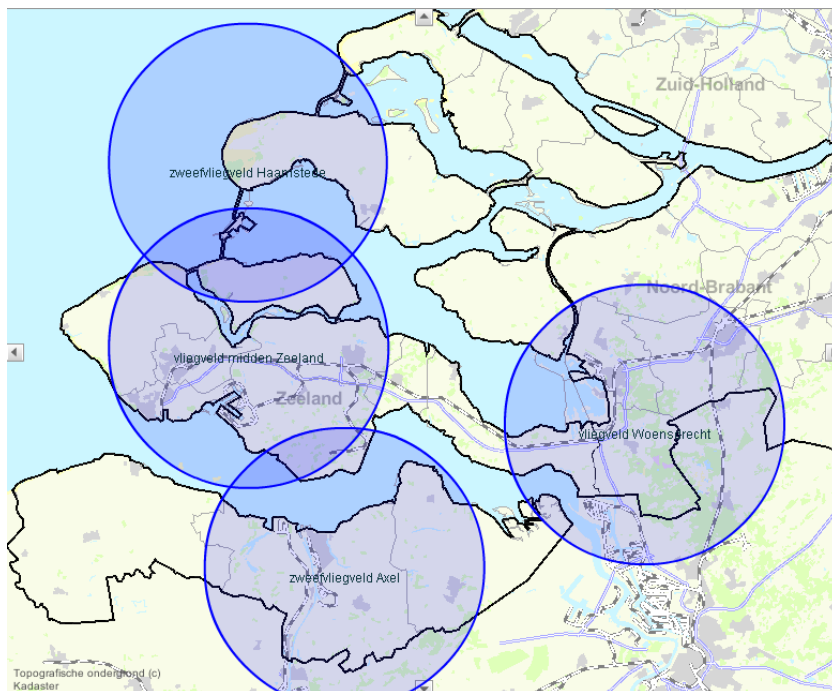 Zuid-Holland
zweefvliegveld Haamstede
Noord-Brabant
vliegveld midden Zeeland
Zeeland
vliegveld Woensdrecht
zweefvliegveld Axel
Topografische ondergrond (c)
Kadaster